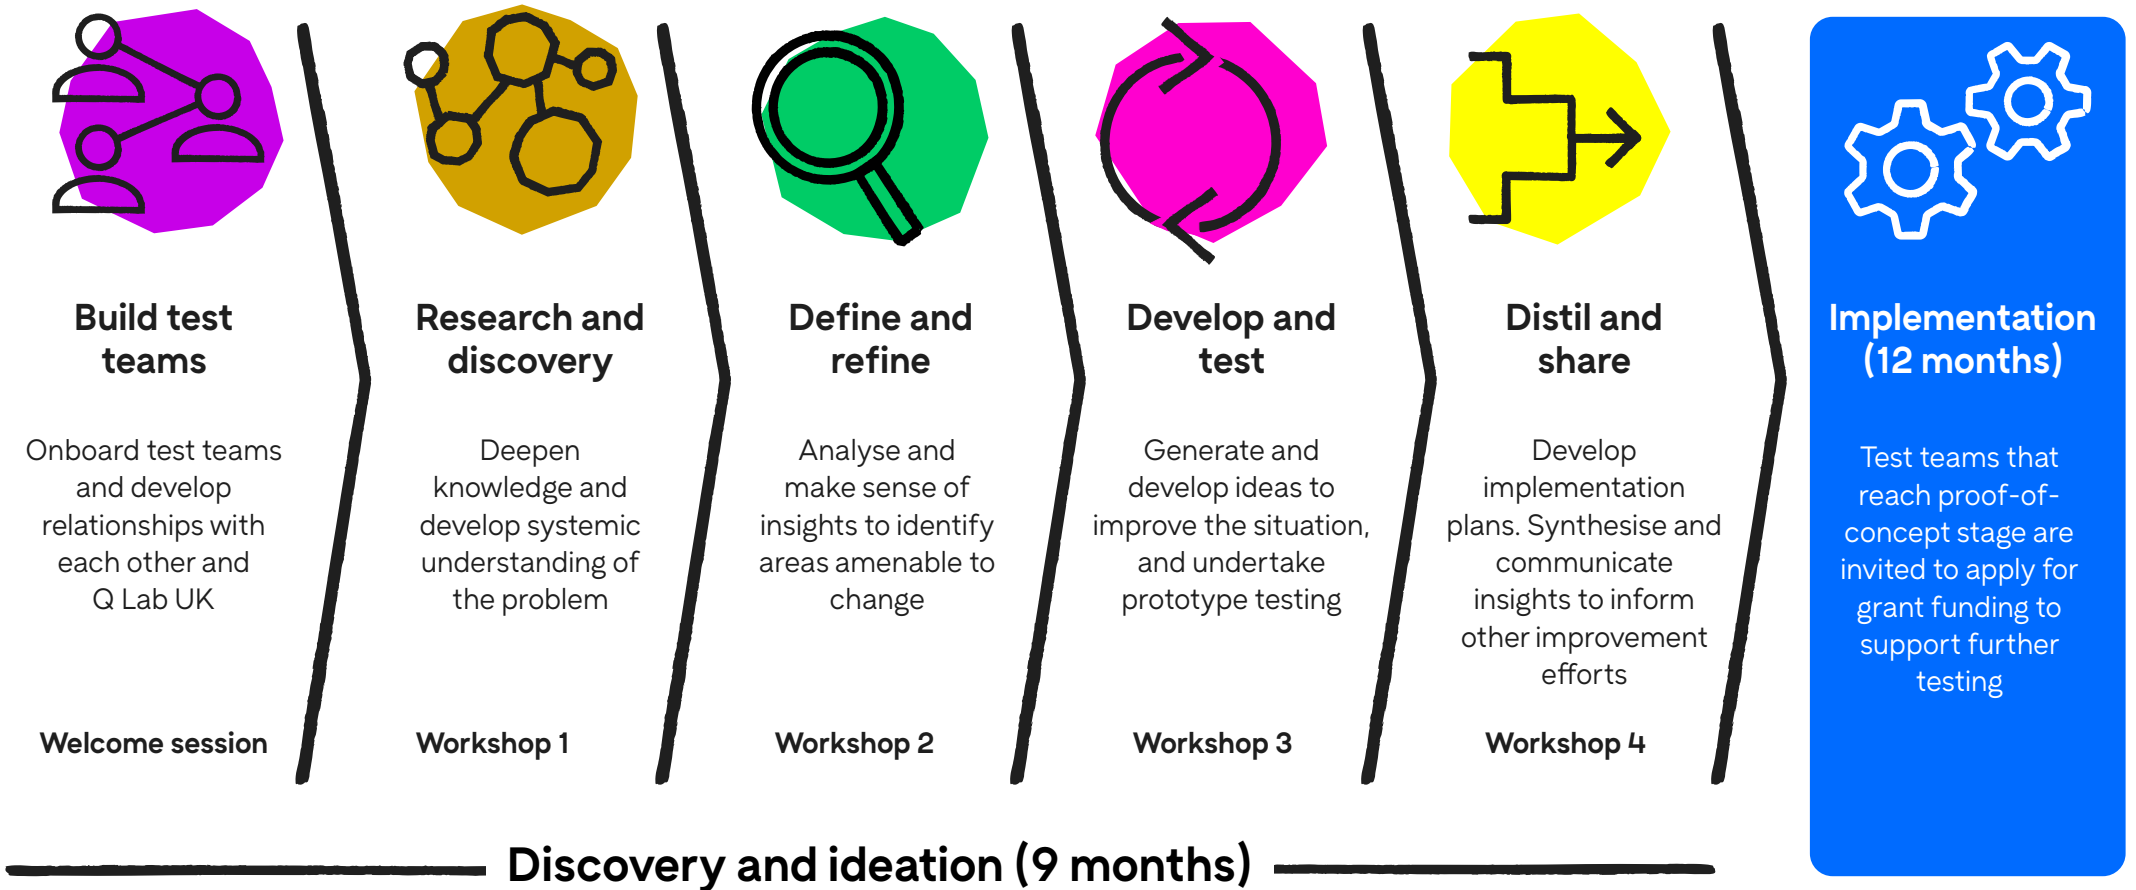 Build test
teams
Onboard test teams
and develop
relationships with
each other and
Q Lab UK
Welcome session
Research and
discovery
Deepen
knowledge and
develop systemic
understanding of
the problem
Workshop 1
Define and
refine
Analyse and
make sense of
insights to identify
areas amenable to
change
Workshop 2
Develop and
test
Generate and
develop ideas to
improve the situation,
and undertake
prototype testing
Workshop 3
Distil and
share
Develop
implementation
plans. Synthesise and
communicate
insights to inform
other improvement
efforts
Workshop 4
Implementation
(12 months)
Test teams that
reach proof-of-
concept stage are
invited to apply for
grant funding to
support further
testing
Discovery and ideation (9 months)